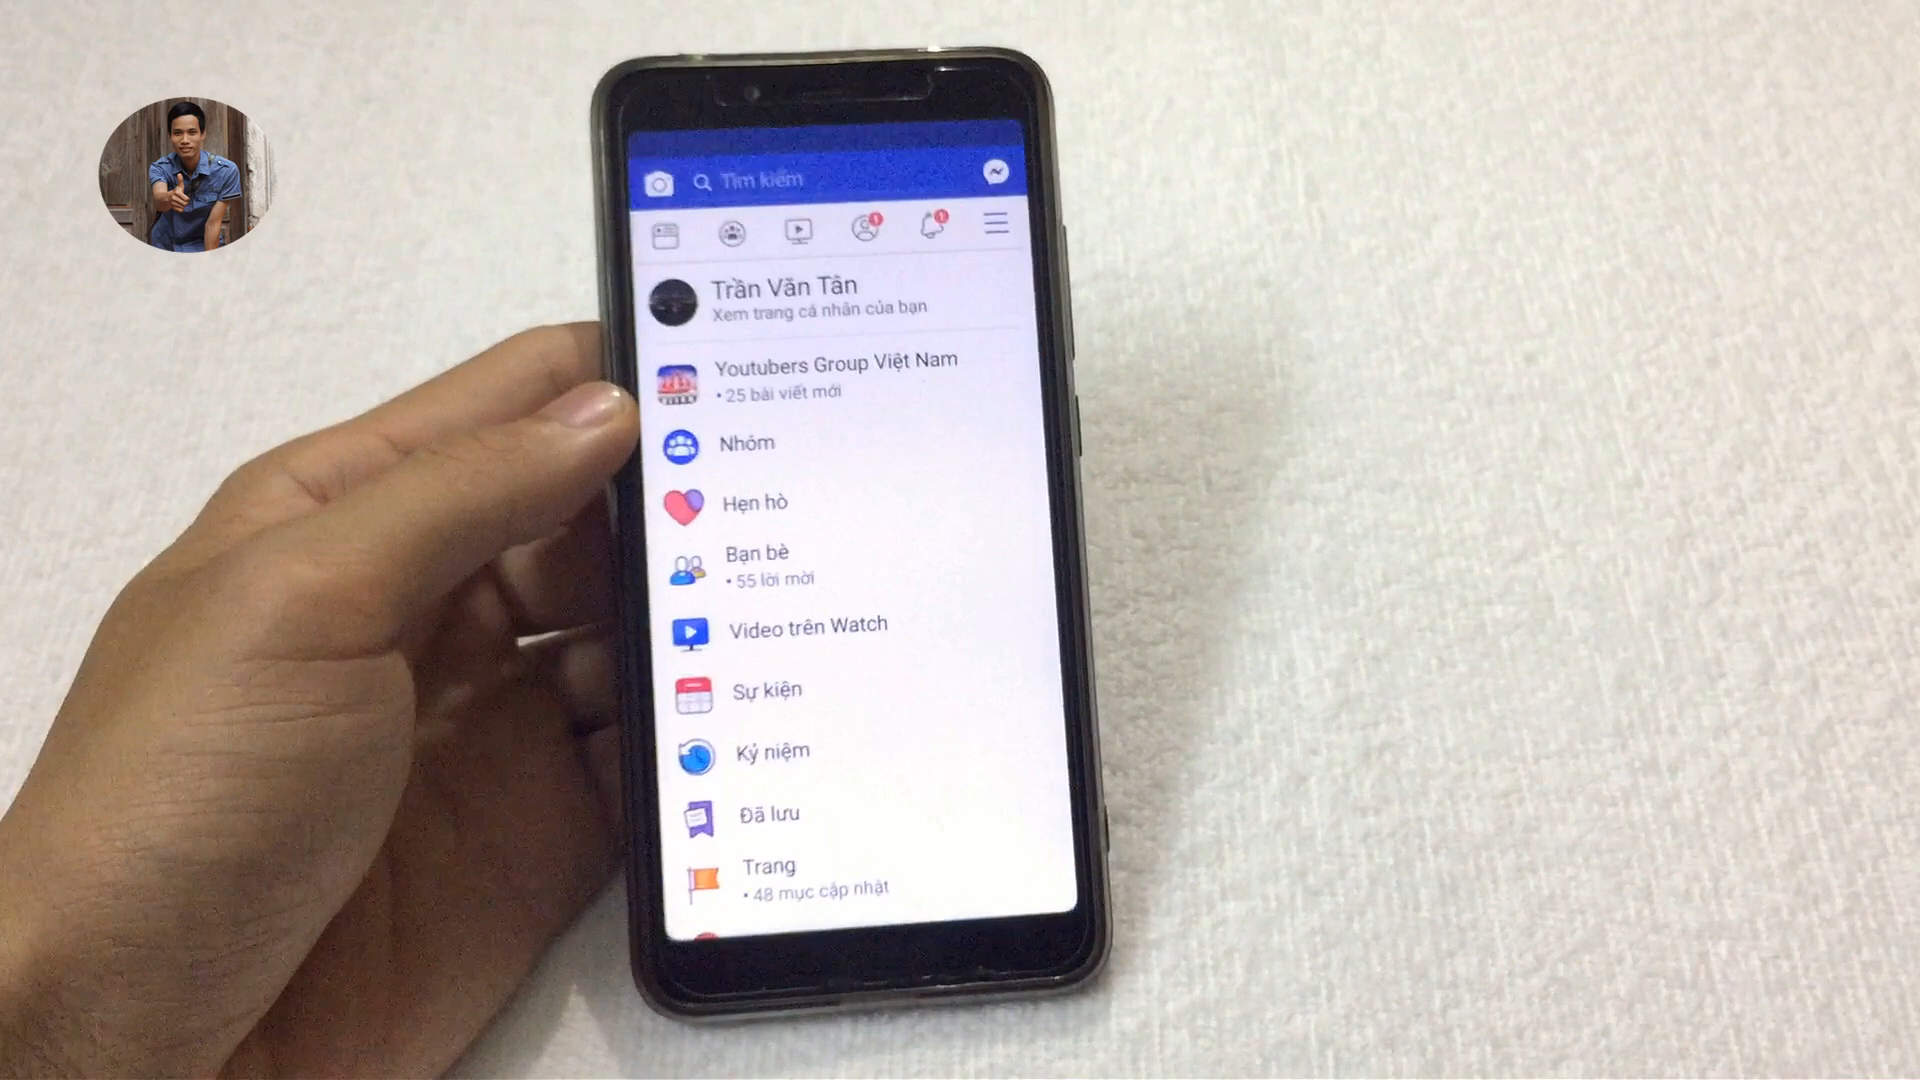 Tìm kiếm
1
1
Trần Văn Tân
Xem trang cá nhân của bạn
Youtubers Group Việt Nam
• 25 bài viết mới
Nhóm
Hẹn hò
Bạn bè
• 55 lời mời
Video trên Watch
Sự kiện
Kỷ niệm
Đã lưu
Trang
• 48 mục cập nhật